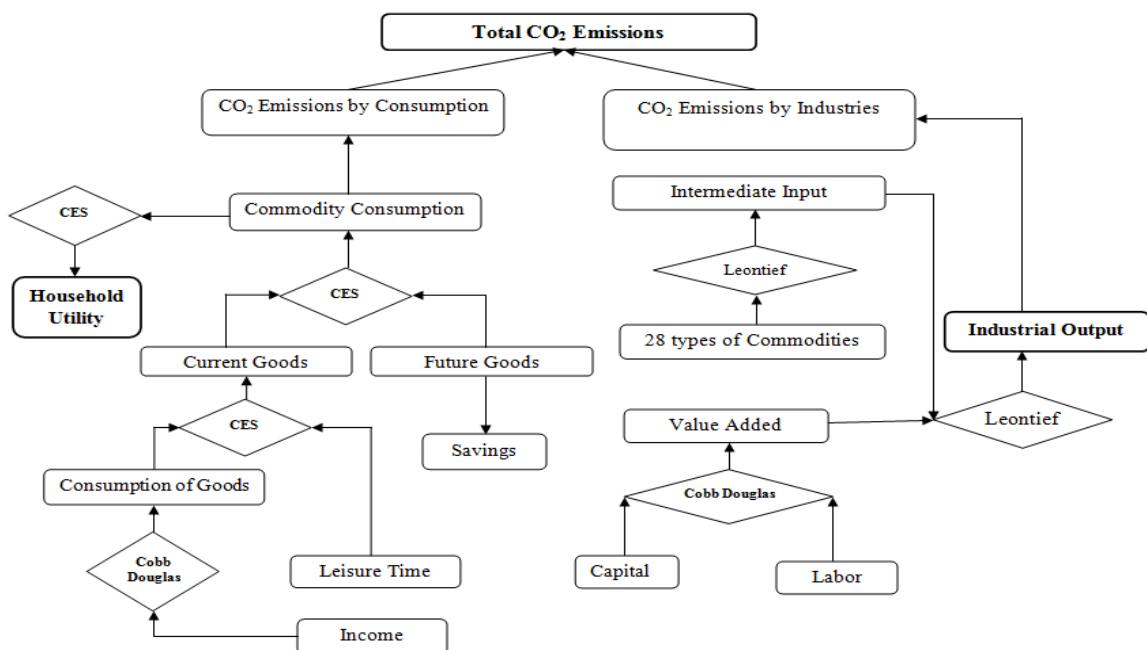 Total CO₂ Emissions
CO₂ Emissions by Consumption
CO₂ Emissions by Industries
Intermediate Input
CES
Commodity Consumption
Leontief
CES
Household
Utility
28 types of Commodities
Industrial Output
Current Goods
Future Goods
Leontief
CES
Value Added
Savings
Consumption of Goods
Cobb Douglas
Cobb
Douglas
Leisure Time
Capital
Labor
Income